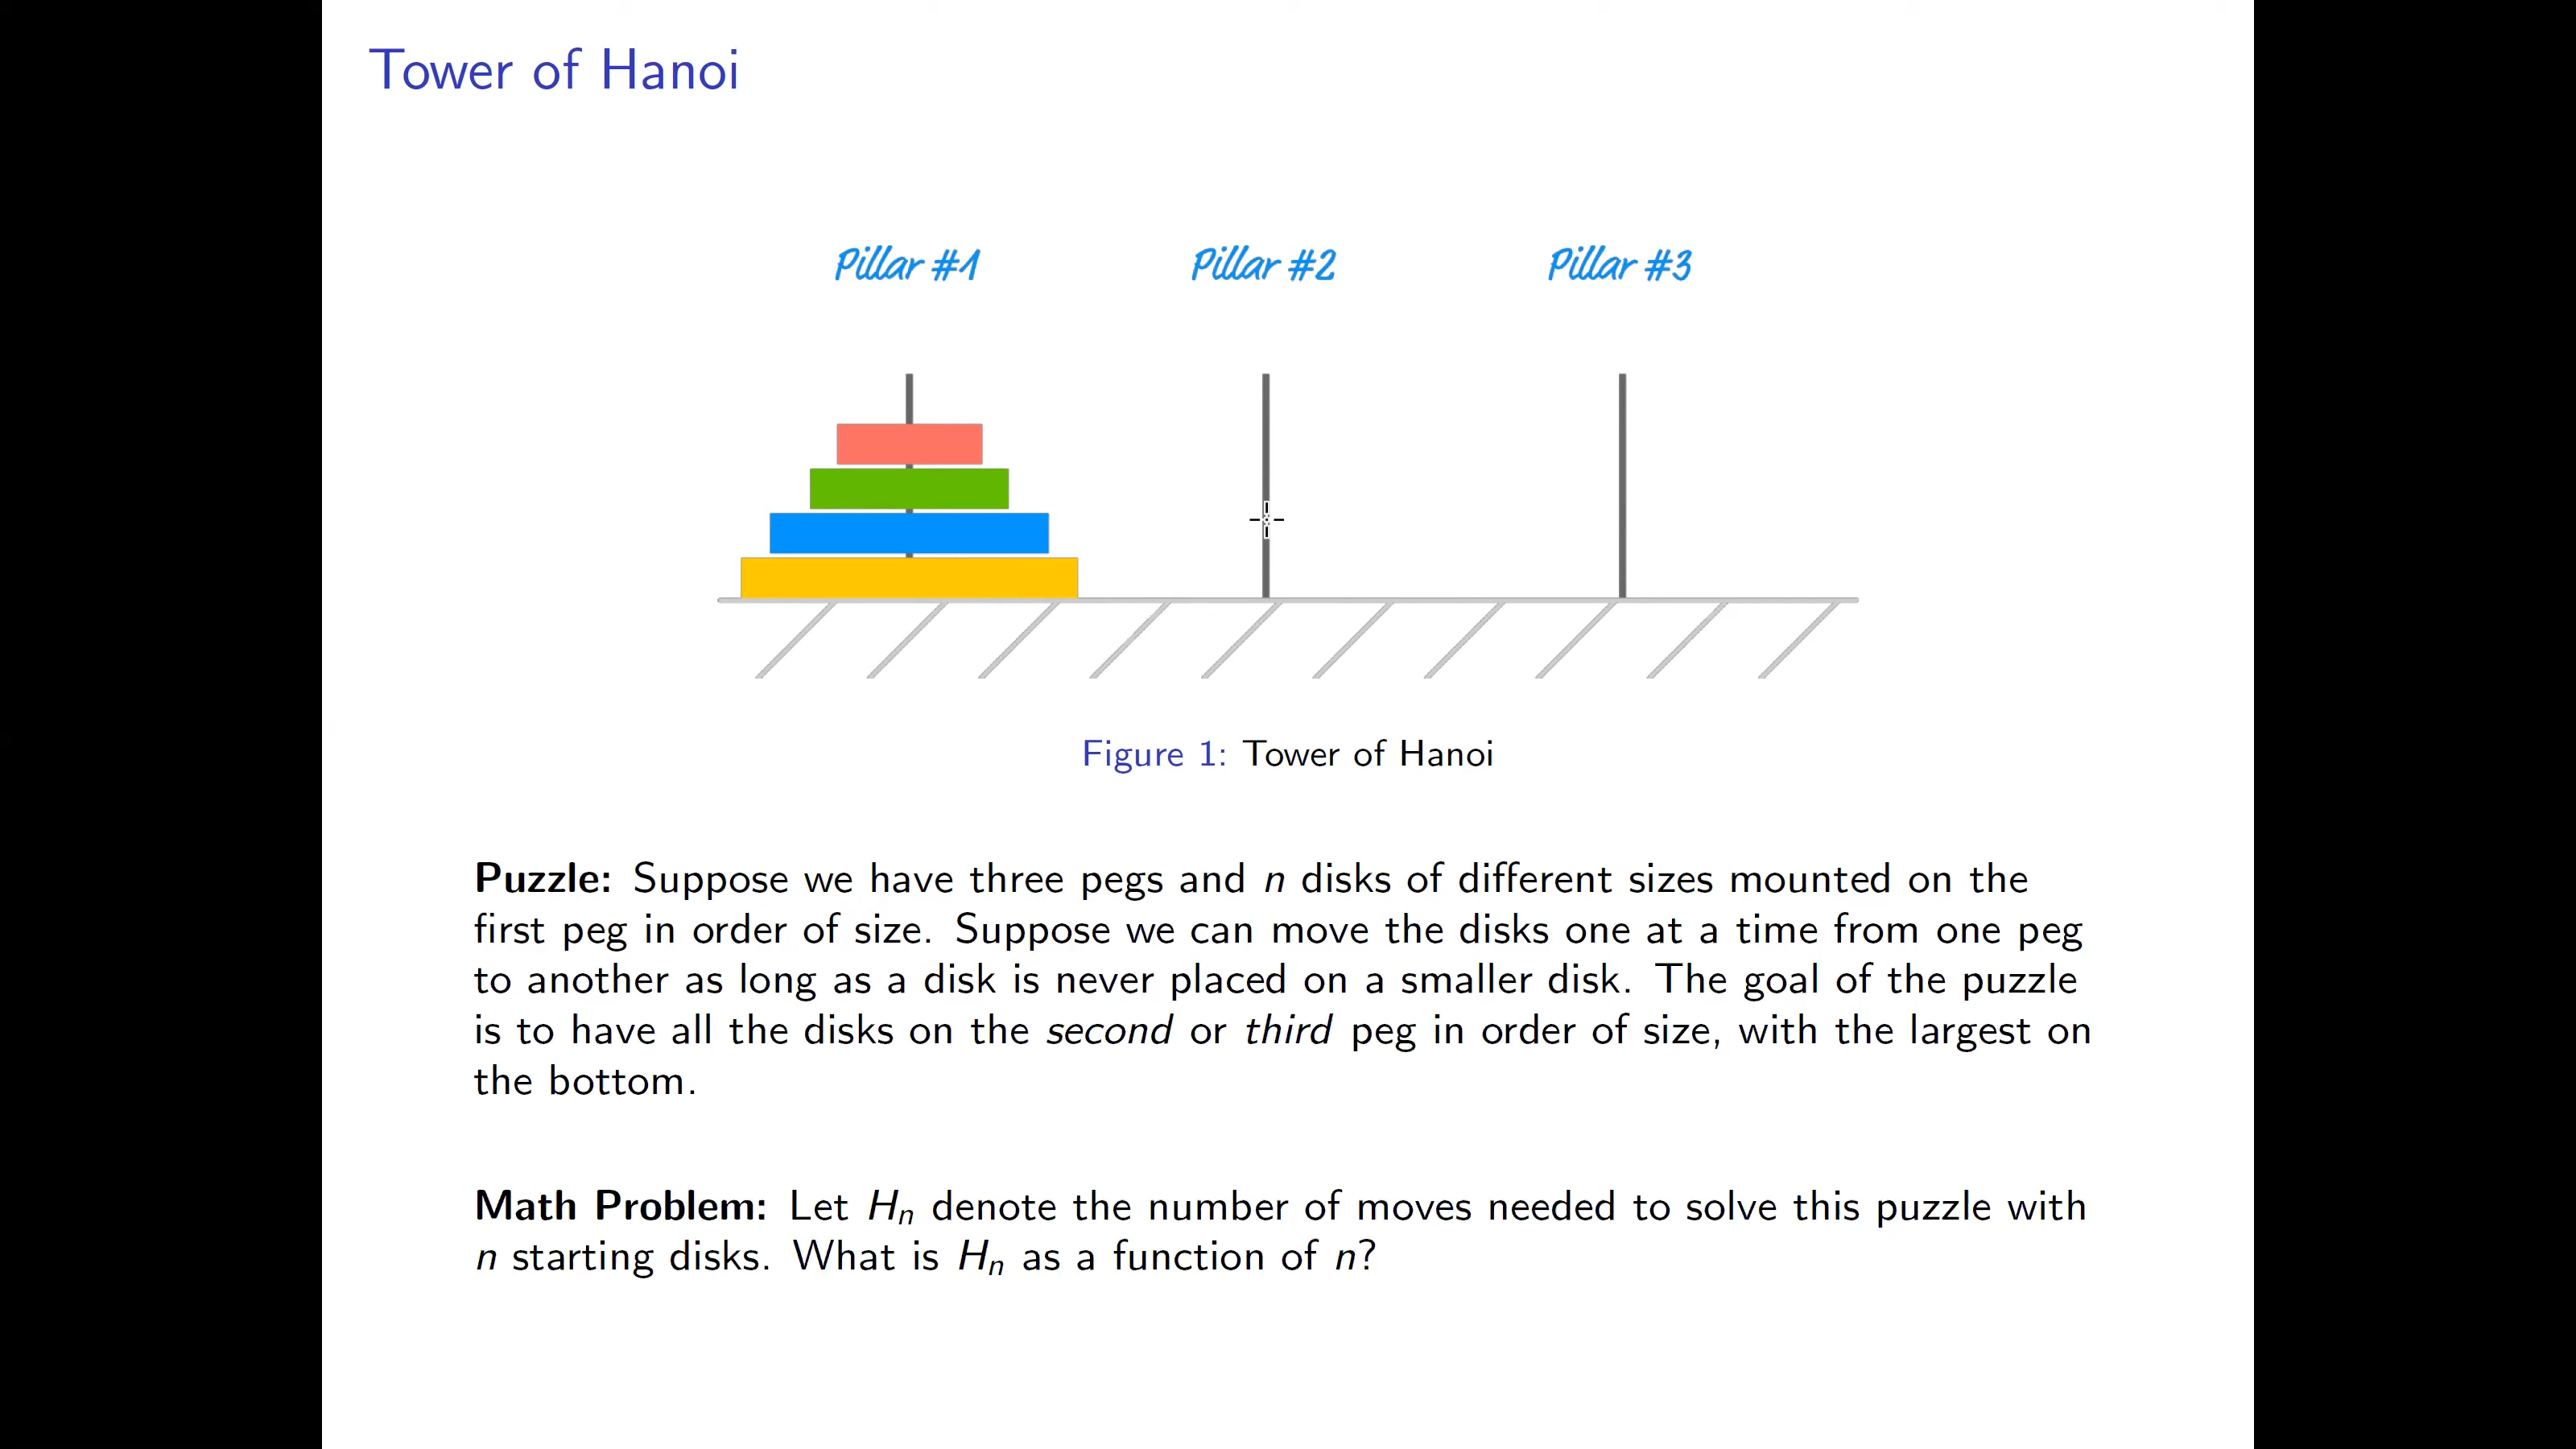 Tower of Hanoi
Pillar #1
Pillar #2
Pillar #3
Figure 1: Tower of Hanoi
Puzzle: Suppose we have three pegs and n disks of different sizes mounted on the
first peg in order of size. Suppose we can move the disks one at a time from one peg
to another as long as a disk is never placed on a smaller disk. The goal of the puzzle
is to have all the disks on the second or third peg in order of size, with the largest on
the bottom.
Math Problem: Let Hₙ denote the number of moves needed to solve this puzzle with
n starting disks. What is Hₙ as a function of n?